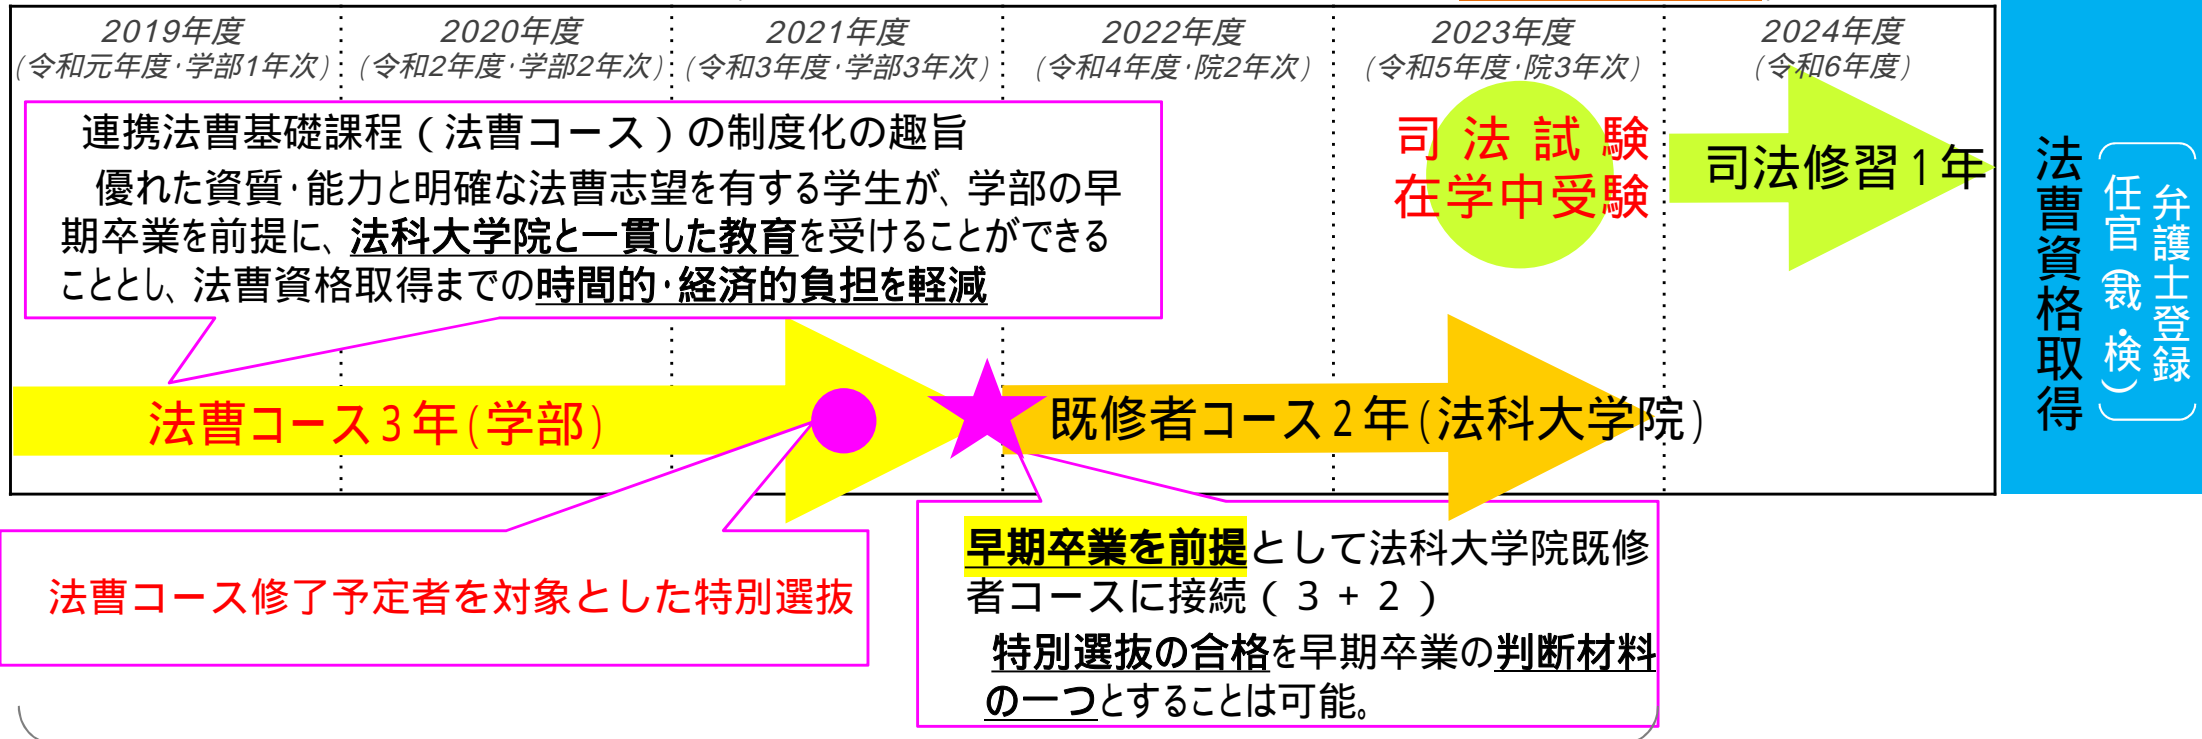 2019年度
(令和元年度・学部1年次)
2020年度
(令和2年度・学部2年次)
2021年度
(令和3年度・学部3年次)
2022年度
(令和4年度・院2年次)
2023年度
(令和5年度・院3年次)
2024年度
(令和6年度)
連携法曹基礎課程(法曹コース)の制度化の趣旨
優れた資質・能力と明確な法曹志望を有する学生が、学部の早
期卒業を前提に、法科大学院と一貫した教育を受けることができる
こととし、法曹資格取得までの時間的・経済的負担を軽減
司法試験
在学中受験
司法修習1年
法曹資格取得
弁護士登録
任官(裁・検)
法曹コース3年(学部)
既修者コース2年(法科大学院)
法曹コース修了予定者を対象とした特別選抜
早期卒業を前提として法科大学院既修
者コースに接続(3+2)
特別選抜の合格を早期卒業の判断材料
の一つとすることは可能。